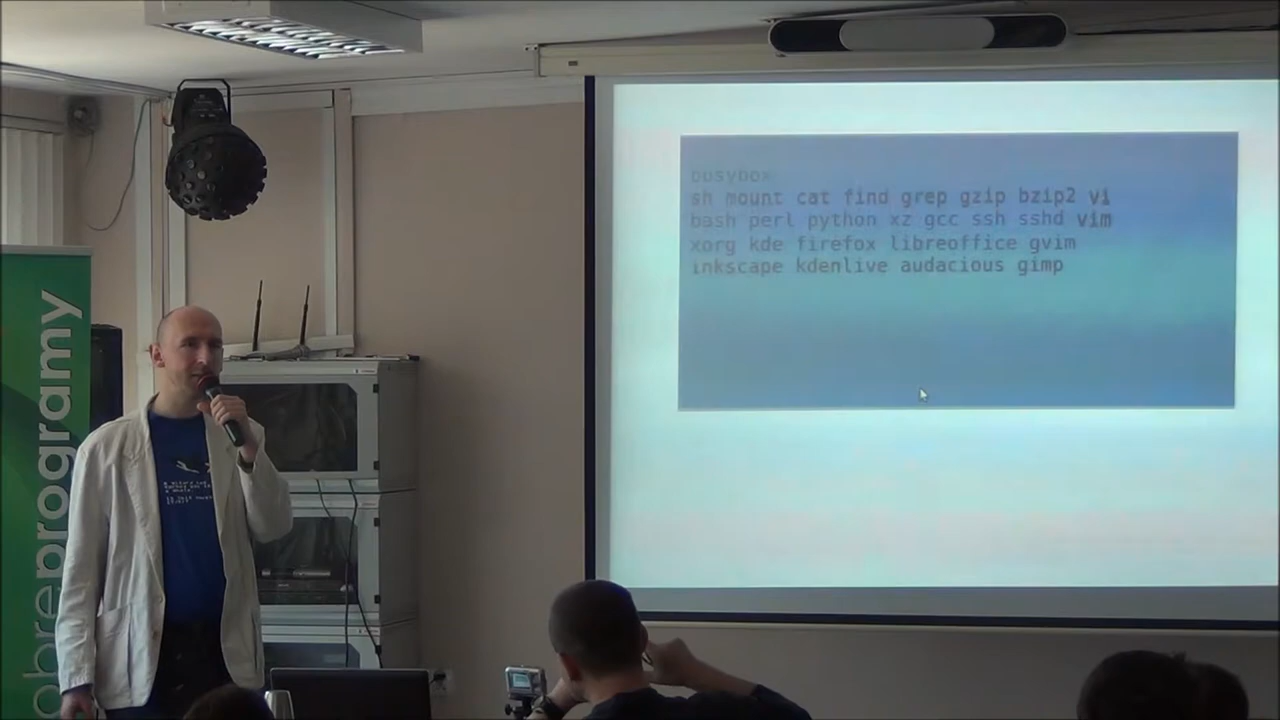 busybox
sh mount cat find grep gzip bzip2 vi
bash perl python xz gcc ssh sshd vim
xorg kde firefox libreoffice gvim
inkscape kdenlive audacious gimp
obreprogramy